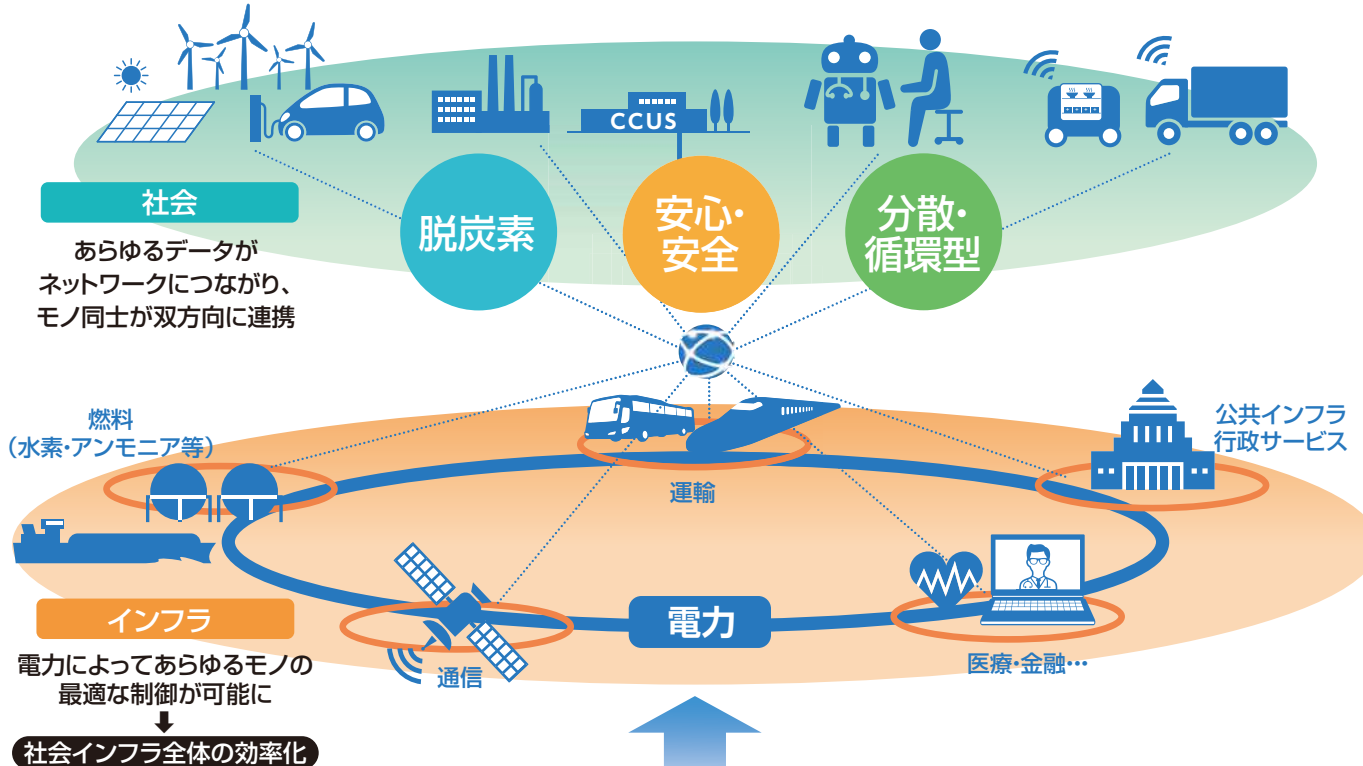 CCUS
社会
あらゆるデータが
ネットワークにつながり、
モノ同士が双方向に連携
脱炭素
安心・
安全
分散・
循環型
燃料
（水素・アンモニア等）
運輸
公共インフラ
行政サービス
インフラ
電力によってあらゆるモノの
最適な制御が可能に
社会インフラ全体の効率化
通信
電力
医療・金融…